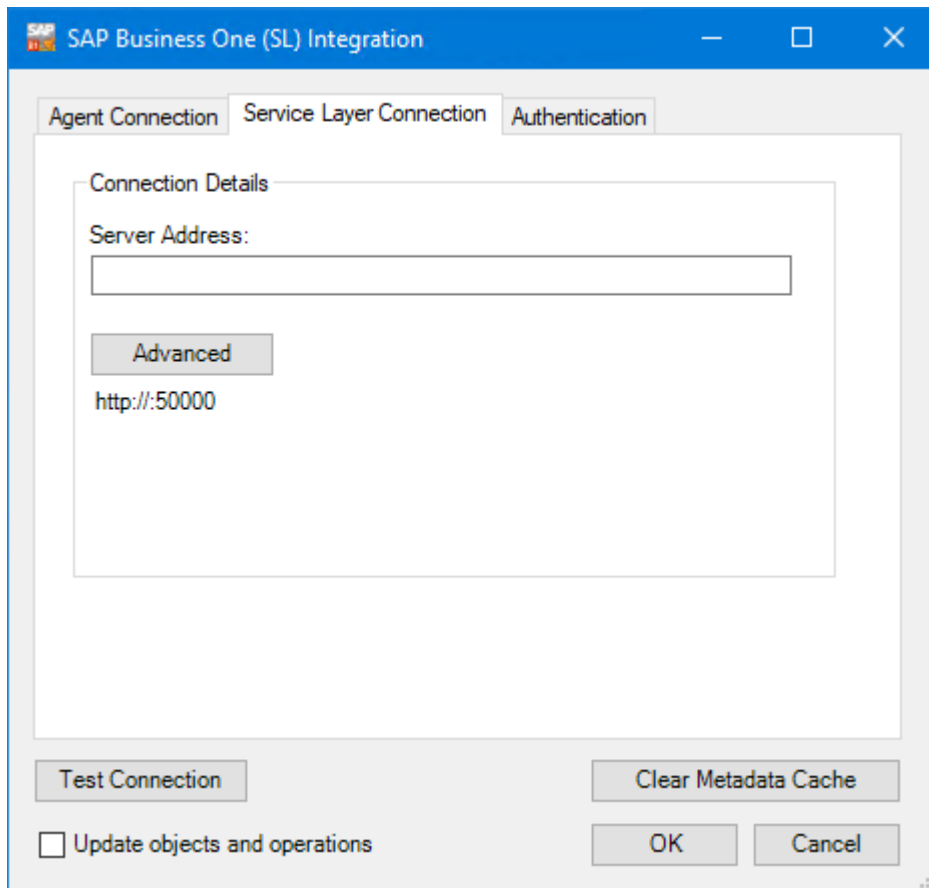 SAP Business One (SL) Integration
Agent Connection Service Layer Connection Authentication
Connection Details
Server Address:
Advanced
http://:50000
Test Connection Clear Metadata Cache
Update objects and operations OK Cancel